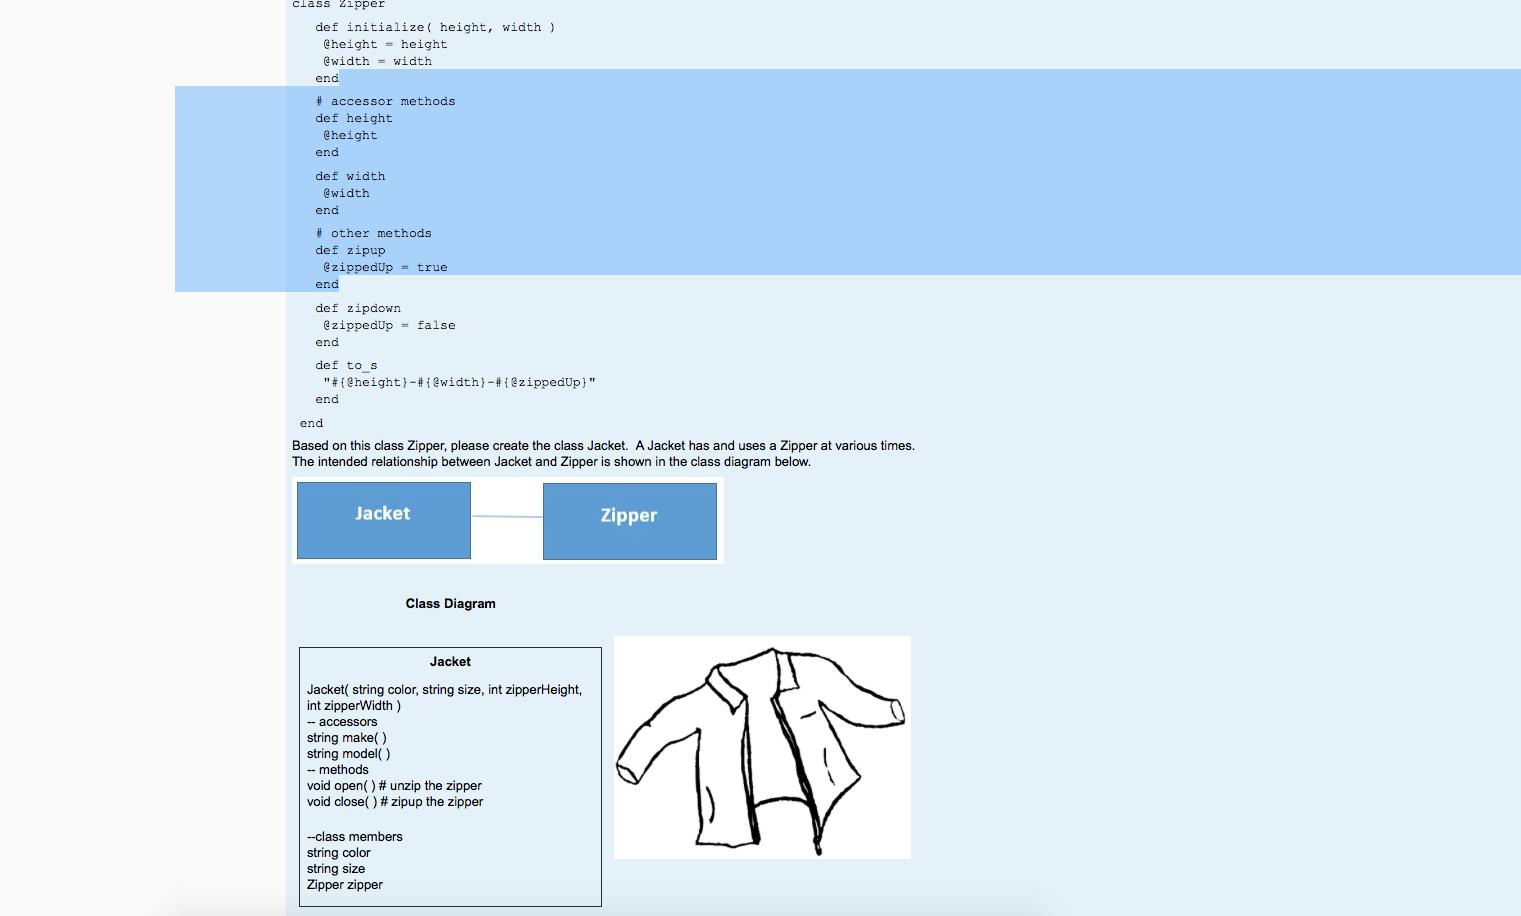 class Zipper
def initialize( height, width )
@height = height
@width = width
end
# accessor methods
def height
@height
end
def width
@width
end
# other methods
def zipup
@zippedUp = true
end
def zipdown
@zippedUp = false
end
def to_s
"#{@height}-#{@width}-#{@zippedUp}"
end
end
Based on this class Zipper, please create the class Jacket.  A Jacket has and uses a Zipper at various times.
The intended relationship between Jacket and Zipper is shown in the class diagram below.
Jacket
Zipper
Class Diagram
Jacket
Jacket( string color, string size, int zipperHeight,
int zipperWidth )
-- accessors
string make( )
string model( )
-- methods
void open( ) # unzip the zipper
void close( ) # zipup the zipper
--class members
string color
string size
Zipper zipper